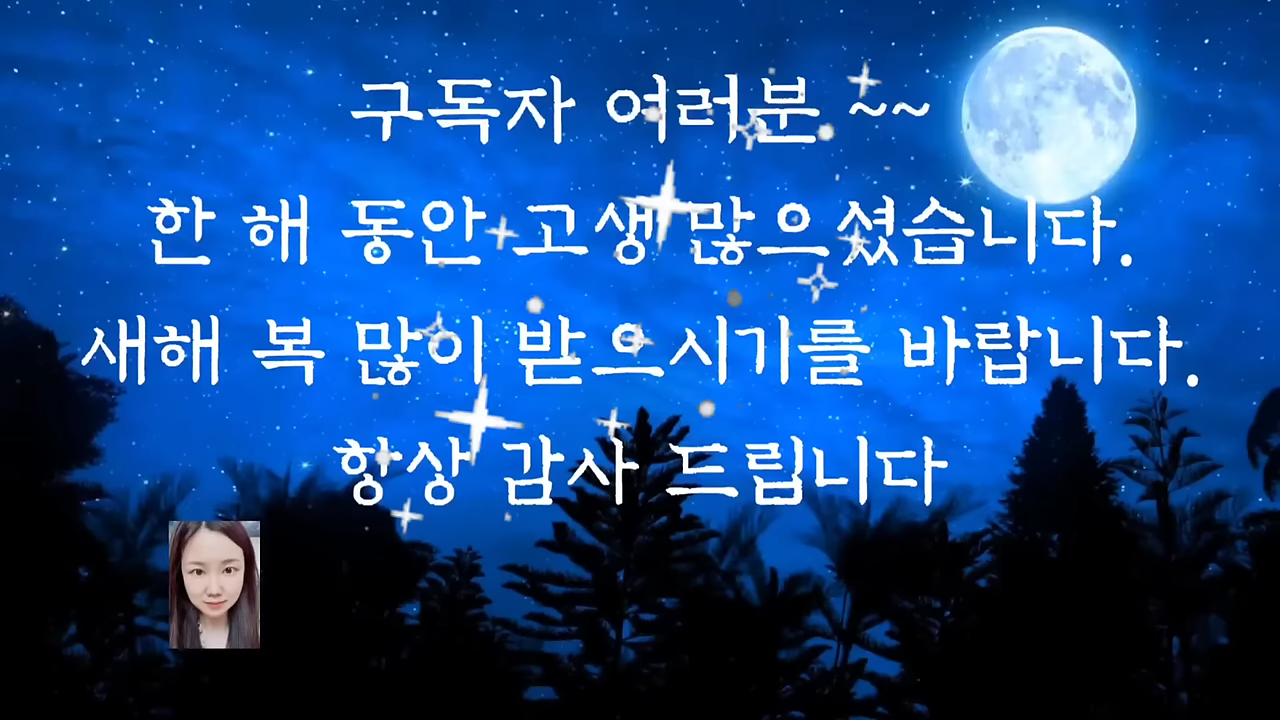 구독자 여러분 ~~
한 해 동안 고생 많으셨습니다.
새해 복 많이 받으시기를 바랍니다.
항상 감사 드립니다